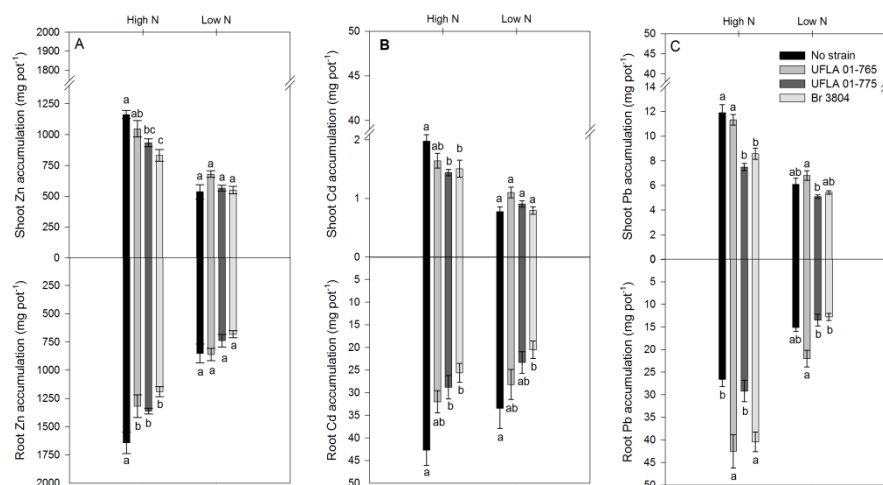 High N Low N
A
Shoot Zn accumulation (mg pot-1)
2000
1900
1800
1250
1000
750
500
250
0
a
ab
bc
c
a
a
a
a
Root Zn accumulation (mg pot-1)
250
500
750
1000
1250
1500
1750
2000
a
b
b
b
a
a
a
a
High N Low N
B
Shoot Cd accumulation (mg pot-1)
50
40
2
1
0
a
ab
b
b
a
a
a
a
Root Cd accumulation (mg pot-1)
5
10
15
20
25
30
35
40
45
a
ab
b
b
a
ab
ab
b
High N Low N
C
No strain
UFLA 01-765
UFLA 01-775
Br 3804
Shoot Pb accumulation (mg pot-1)
50
45
40
35
14
12
10
8
6
4
2
0
a
a
b
b
ab
a
b
ab
Root Pb accumulation (mg pot-1)
5
10
15
20
25
30
35
40
45
50
b
a
b
a
b
a
b
b